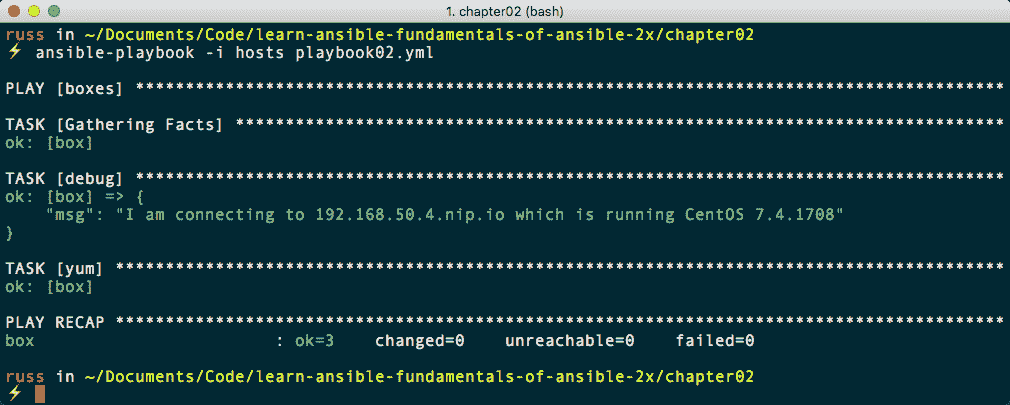 1. chapter02 (bash)
russ in ~/Documents/Code/learn-ansible-fundamentals-of-ansible-2x/chapter02
⚡ ansible-playbook -i hosts playbook02.yml
PLAY [boxes] ***************************************************************************************
TASK [Gathering Facts] *****************************************************************************
ok: [box]
TASK [debug] ***************************************************************************************
ok: [box] => {
    "msg": "I am connecting to 192.168.50.4.nip.io which is running CentOS 7.4.1708"
}
TASK [yum] *****************************************************************************************
ok: [box]
PLAY RECAP *****************************************************************************************
box                        : ok=3    changed=0    unreachable=0    failed=0
russ in ~/Documents/Code/learn-ansible-fundamentals-of-ansible-2x/chapter02
⚡